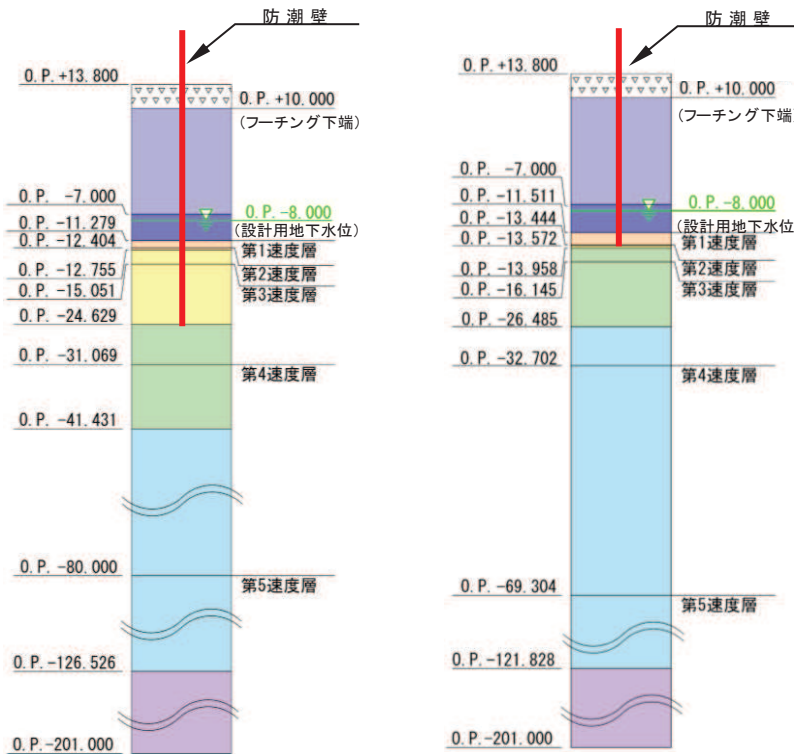 防潮壁
O.P.+13.800
O.P.+10.000
(フーチング下端)
O.P. -7.000
O.P.-8.000
(設計用地下水位)
O.P. -11.279
O.P. -12.404
第1速度層
O.P. -12.755
第2速度層
O.P. -15.051
第3速度層
O.P. -24.629
O.P. -31.069
第4速度層
O.P. -41.431
O.P. -80.000
第5速度層
O.P.-126.526
O.P.-201.000
防潮壁
O.P.+13.800
O.P.+10.000
(フーチング下端)
O.P. -7.000
O.P. -11.511
O.P.-8.000
(設計用地下水位)
O.P. -13.444
O.P. -13.572
第1速度層
O.P. -13.958
第2速度層
O.P. -16.145
第3速度層
O.P. -26.485
O.P. -32.702
第4速度層
O.P. -69.304
第5速度層
O.P. -121.828
O.P.-201.000